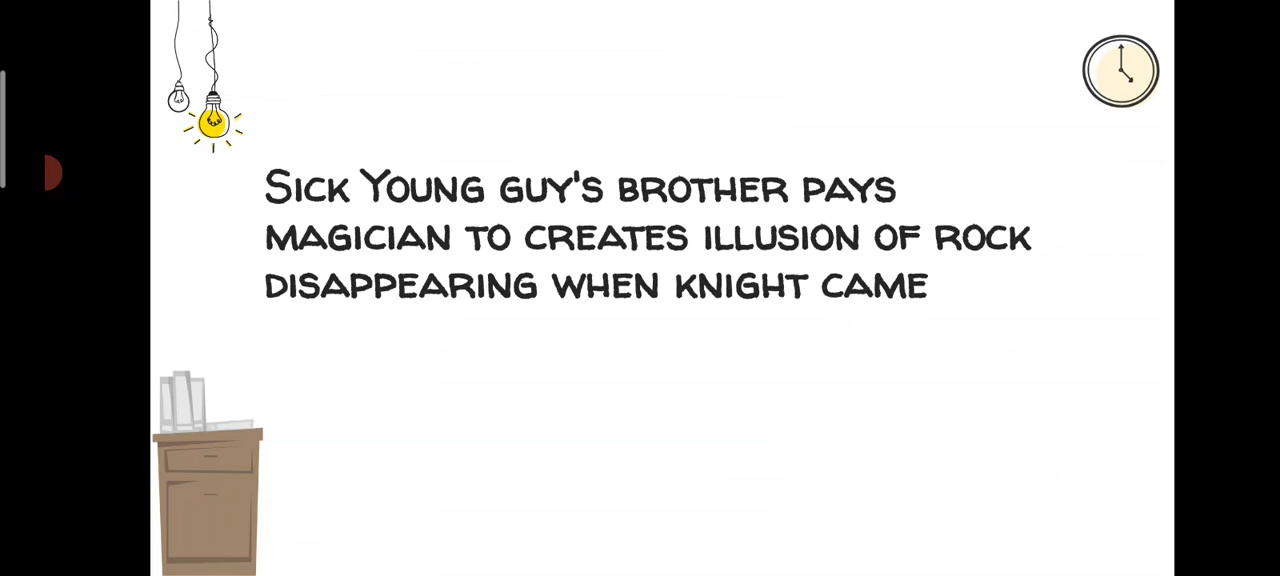 Sick Young guy's brother pays
magician to creates illusion of rock
disappearing when knight came